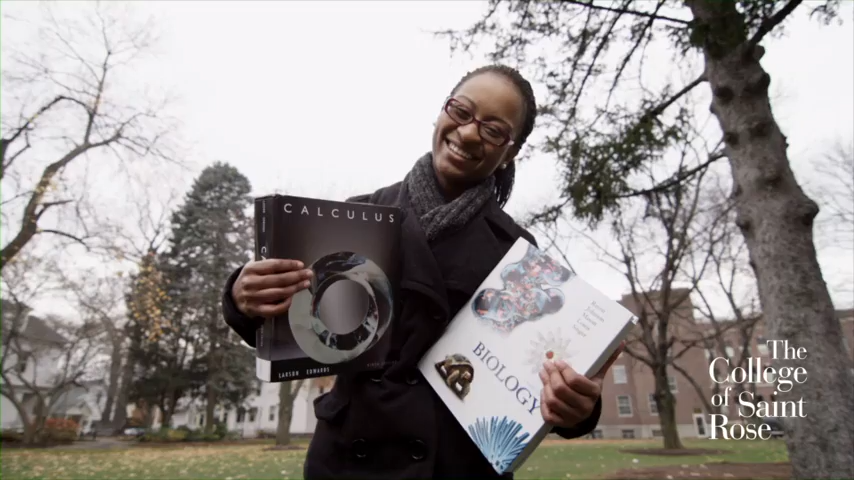 CALCULUS
LARSON EDWARDS
BIOLOGY
The
College
of Saint
Rose